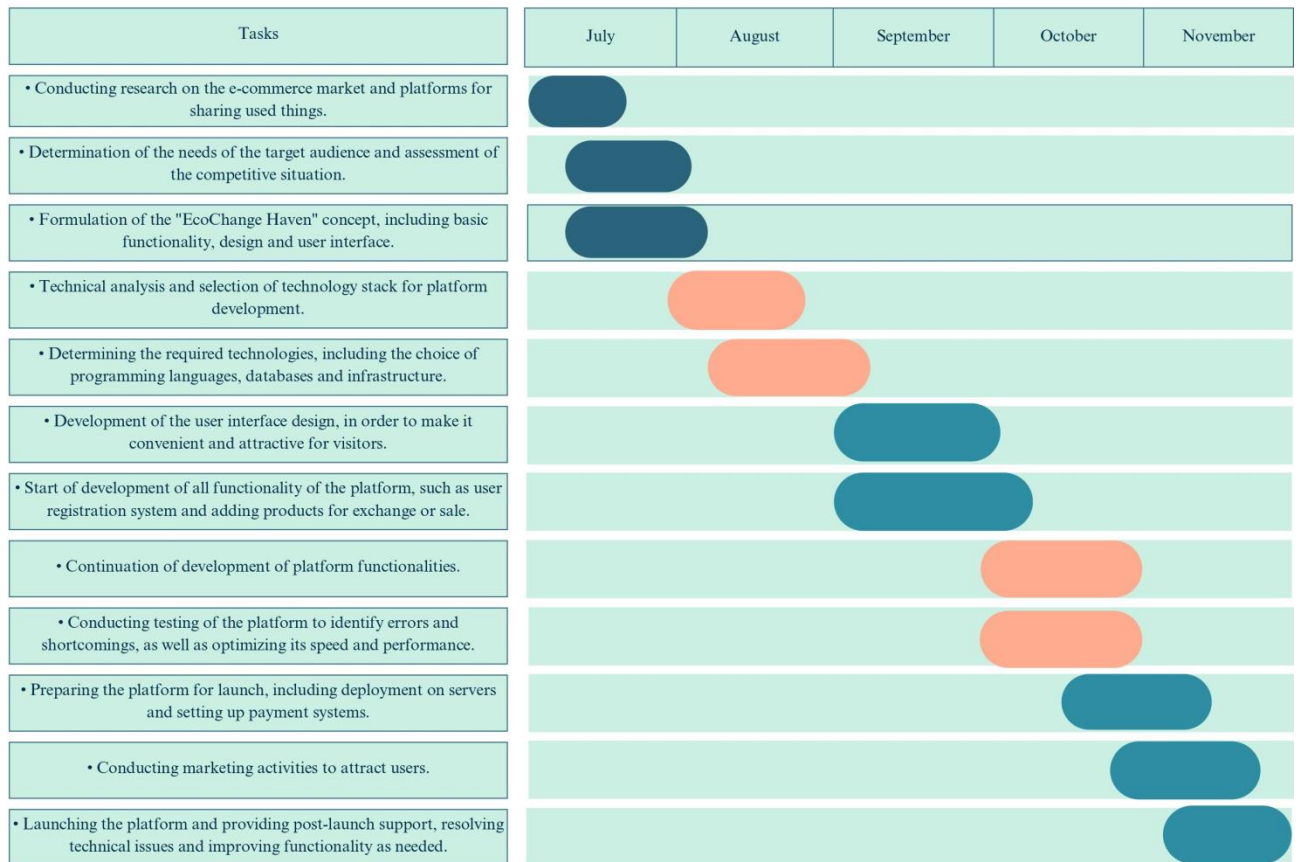 Tasks
July
August
September
October
November
• Conducting research on the e-commerce market and platforms for
sharing used things.
• Determination of the needs of the target audience and assessment of
the competitive situation.
• Formulation of the "EcoChange Haven" concept, including basic
functionality, design and user interface.
• Technical analysis and selection of technology stack for platform
development.
• Determining the required technologies, including the choice of
programming languages, databases and infrastructure.
• Development of the user interface design, in order to make it
convenient and attractive for visitors.
• Start of development of all functionality of the platform, such as user
registration system and adding products for exchange or sale.
• Continuation of development of platform functionalities.
• Conducting testing of the platform to identify errors and
shortcomings, as well as optimizing its speed and performance.
• Preparing the platform for launch, including deployment on servers
and setting up payment systems.
• Conducting marketing activities to attract users.
• Launching the platform and providing post-launch support, resolving
technical issues and improving functionality as needed.